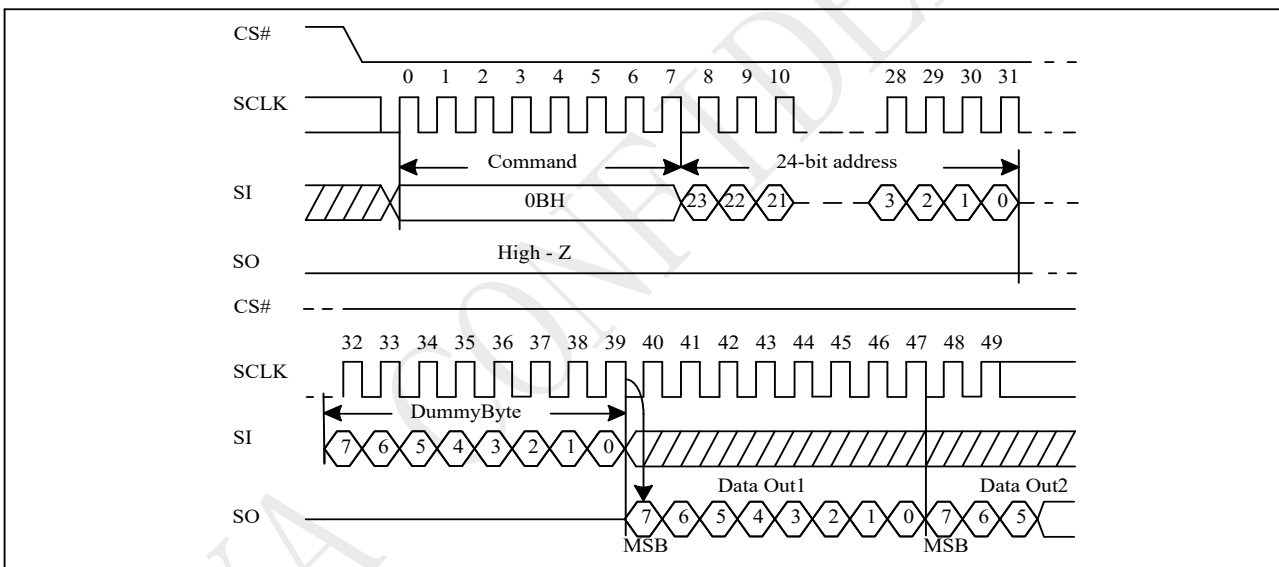 CS#
0 1 2 3 4 5 6 7 8 9 10 28 29 30 31
SCLK
Command 24-bit address
SI 0BH 23 22 21 3 2 1 0
High - Z
SO
CS#
32 33 34 35 36 37 38 39 40 41 42 43 44 45 46 47 48 49
SCLK
DummyByte
SI 7 6 5 4 3 2 1 0
Data Out1 Data Out2
SO 7 6 5 4 3 2 1 0 7 6 5
MSB MSB